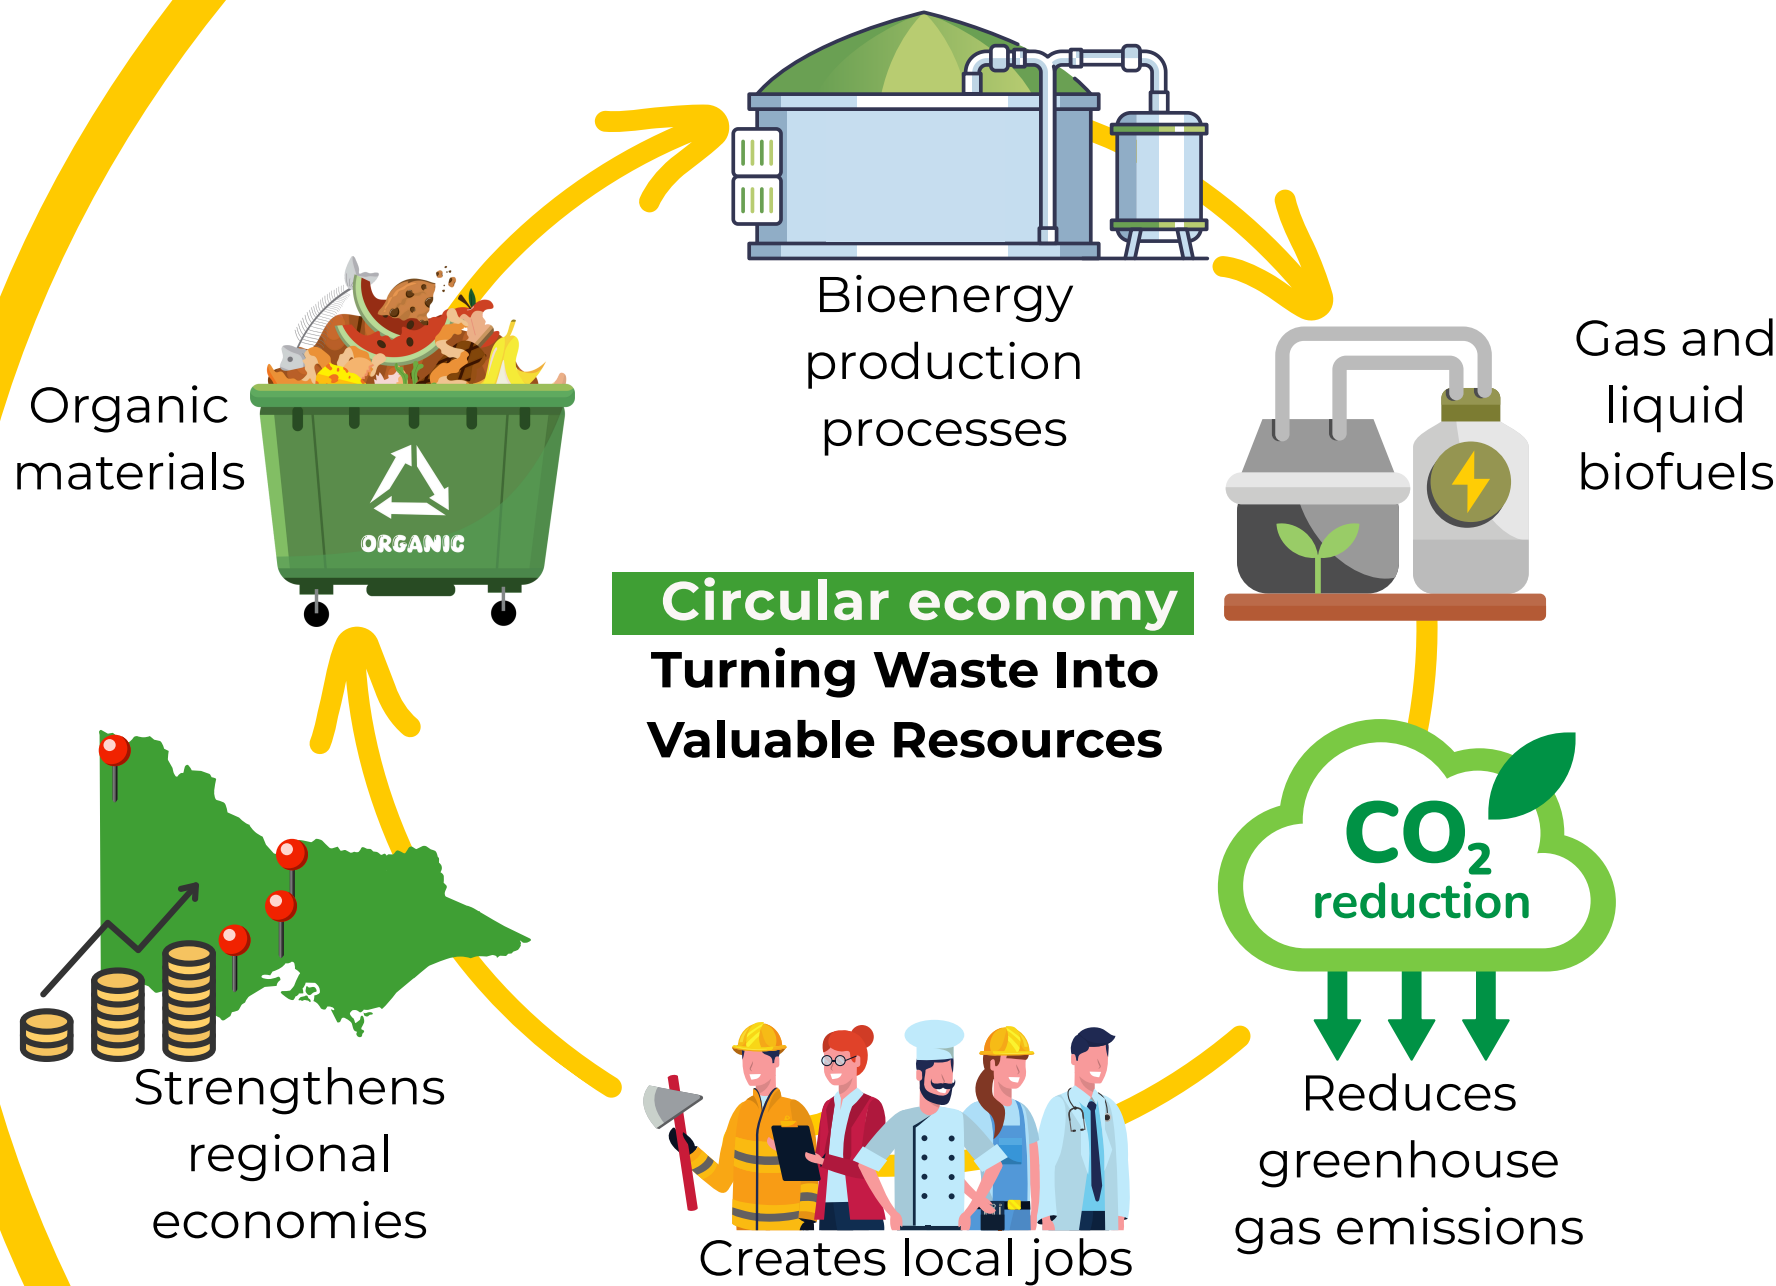 Organic
materials
ORGANIC
Bioenergy
production
processes
Gas and
liquid
biofuels
Circular economy
Turning Waste Into
Valuable Resources
CO₂
reduction
Reduces
greenhouse
gas emissions
Creates local jobs
Strengthens
regional
economies